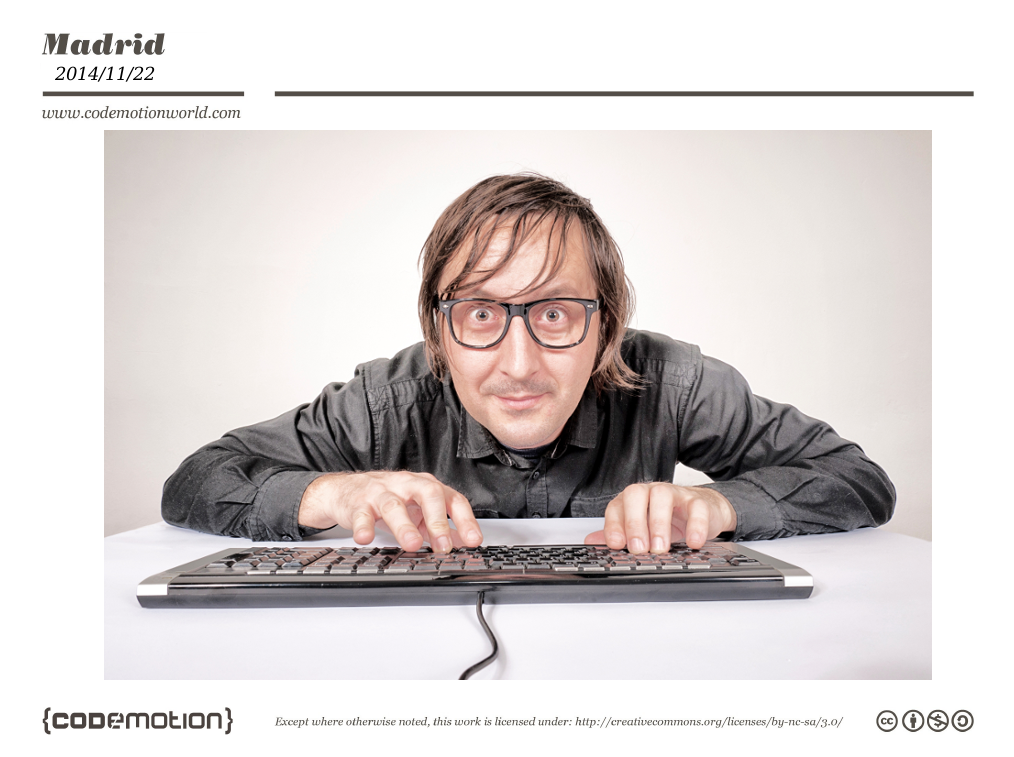 Madrid
2014/11/22
www.codemotionworld.com
{CODEMOTION}
Except where otherwise noted, this work is licensed under: http://creativecommons.org/licenses/by-nc-sa/3.0/
cc